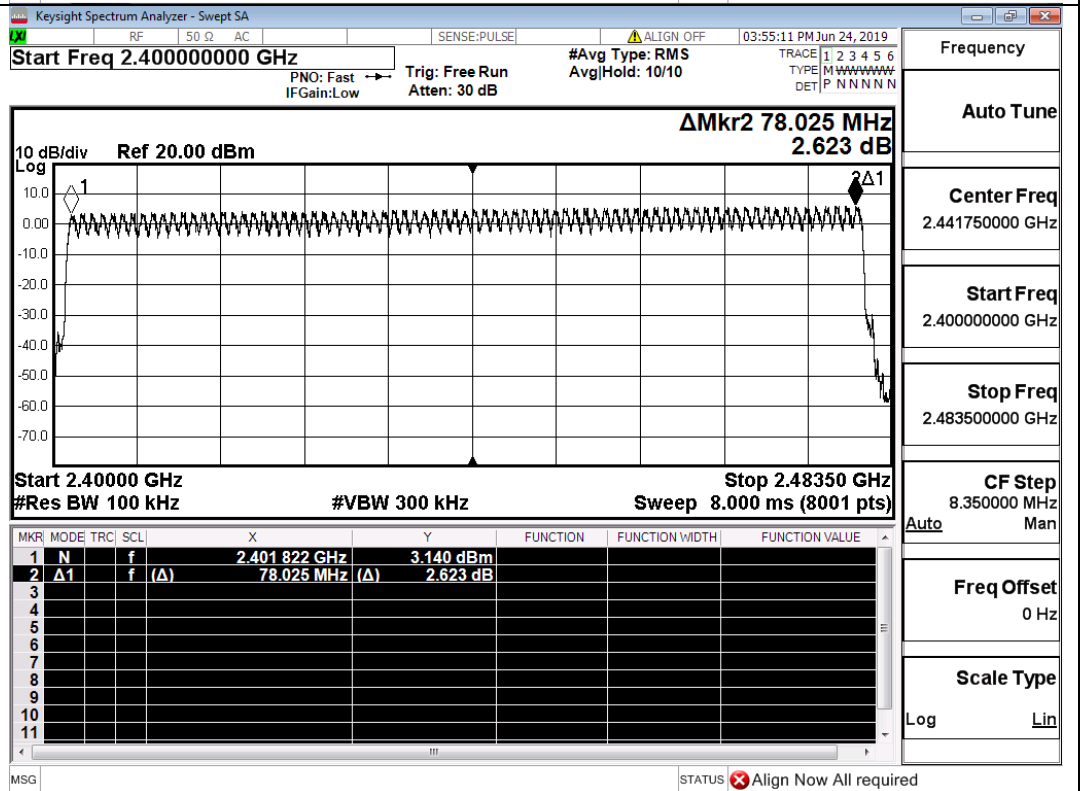 Keysight Spectrum Analyzer - Swept SA
LXI RF 50 Ω AC SENSE:PULSE ALIGN OFF 03:55:11 PM Jun 24, 2019
Start Freq 2.400000000 GHz
PNO: Fast
IFGain:Low
Trig: Free Run
Atten: 30 dB
#Avg Type: RMS
Avg|Hold: 10/10
TRACE 1 2 3 4 5 6
TYPE M W W W W W
DET P N N N N N
ΔMkr2 78.025 MHz
2.623 dB
10 dB/div Ref 20.00 dBm
Log
10.0
0.00
-10.0
-20.0
-30.0
-40.0
-50.0
-60.0
-70.0
1
2Δ1
Start 2.40000 GHz Stop 2.48350 GHz
#Res BW 100 kHz #VBW 300 kHz Sweep 8.000 ms (8001 pts)
MKR MODE TRC SCL X Y FUNCTION FUNCTION WIDTH FUNCTION VALUE
1 N f 2.401 822 GHz 3.140 dBm
2 Δ1 f (Δ) 78.025 MHz (Δ) 2.623 dB
3
4
5
6
7
8
9
10
11
MSG STATUS Align Now All required
Frequency
Auto Tune
Center Freq
2.441750000 GHz
Start Freq
2.400000000 GHz
Stop Freq
2.483500000 GHz
CF Step
8.350000 MHz
Auto Man
Freq Offset
0 Hz
Scale Type
Log Lin